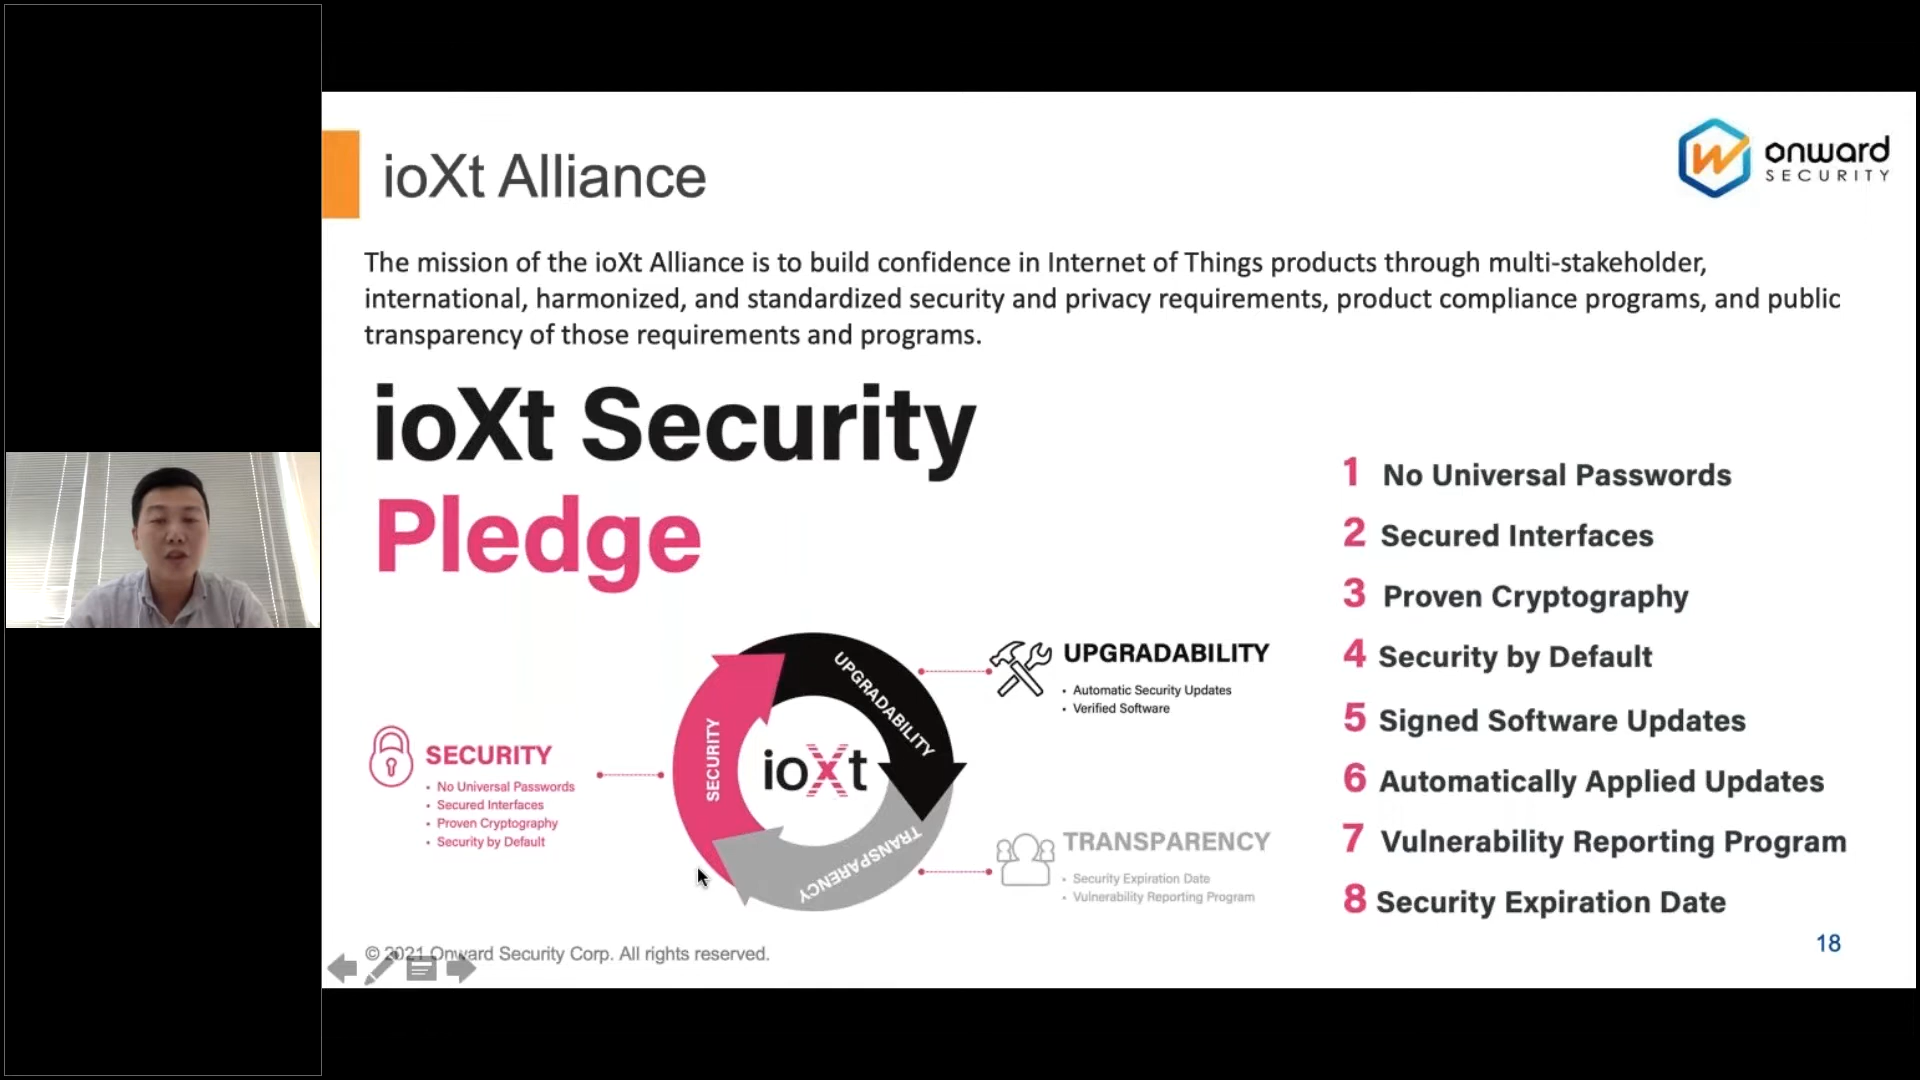 ioXt Alliance
onward
SECURITY
The mission of the ioXt Alliance is to build confidence in Internet of Things products through multi-stakeholder,
international, harmonized, and standardized security and privacy requirements, product compliance programs, and public
transparency of those requirements and programs.
ioXt Security
Pledge
SECURITY
• No Universal Passwords
• Secured Interfaces
• Proven Cryptography
• Security by Default
SECURITY
UPGRADABILITY
TRANSPARENCY
ioXt
UPGRADABILITY
• Automatic Security Updates
• Verified Software
TRANSPARENCY
• Security Expiration Date
• Vulnerability Reporting Program
1 No Universal Passwords
2 Secured Interfaces
3 Proven Cryptography
4 Security by Default
5 Signed Software Updates
6 Automatically Applied Updates
7 Vulnerability Reporting Program
8 Security Expiration Date
© 2021 Onward Security Corp. All rights reserved.
18